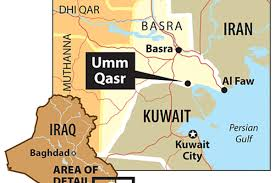 DHI QAR
BASRA
IRAN
MUTHANNA
Basra
Umm
Qasr
Al Faw
KUWAIT
Kuwait
City
Persian
Gulf
IRAQ
Baghdad
AREA OF
DETAIL